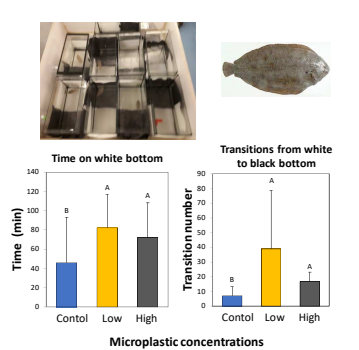 Time on white bottom
Transitions from white
to black bottom
Time (min)
140
120
100
80
60
40
20
0
B
A
A
Contol
Low
High
Transition number
90
80
70
60
50
40
30
20
10
0
B
A
A
Contol
Low
High
Microplastic concentrations